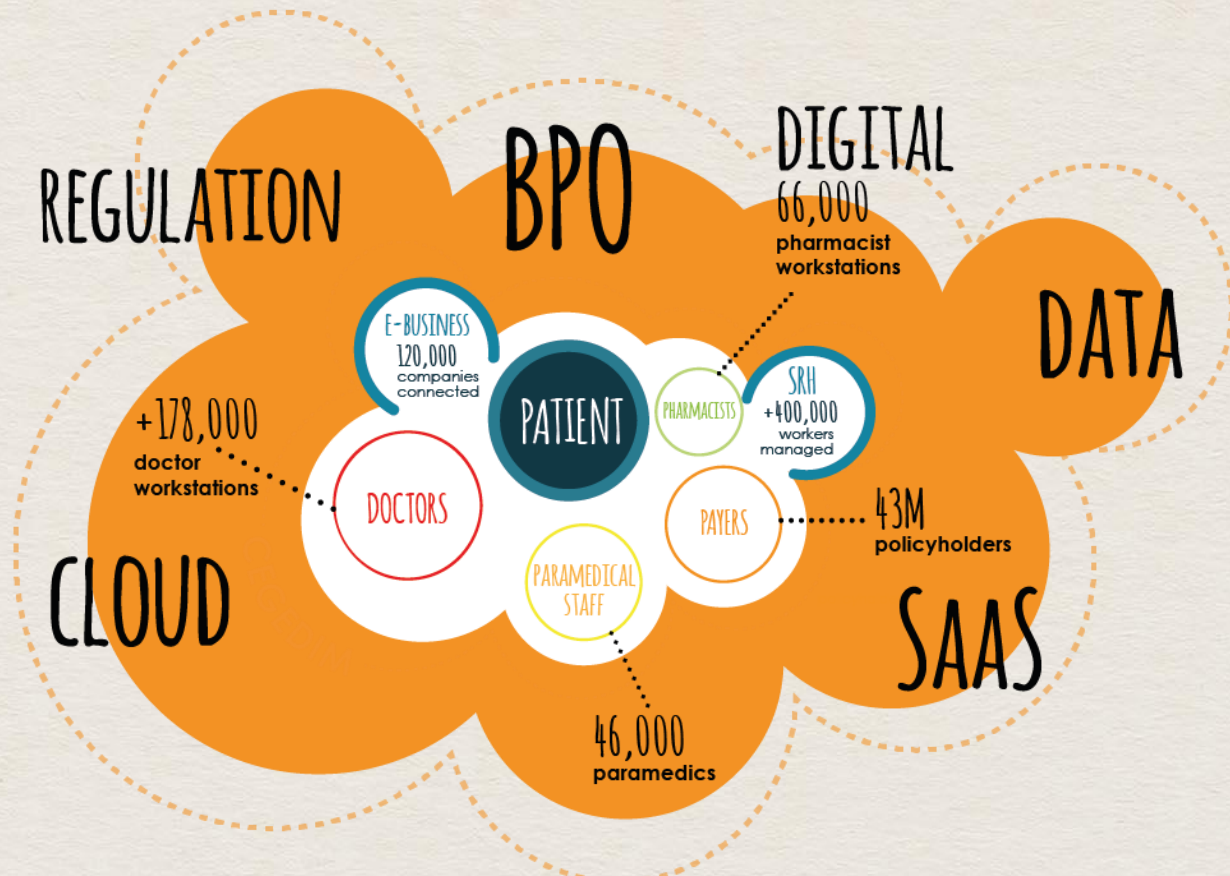 REGULATION
BPO
DIGITAL
66,000
pharmacist
workstations
DATA
E-BUSINESS
120,000
companies
connected
PATIENT
PHARMACISTS
SRH
+400,000
workers
managed
+178,000
doctor
workstations
DOCTORS
PAYERS
43M
policyholders
PARAMEDICAL
STAFF
CLOUD
SAAS
46,000
paramedics